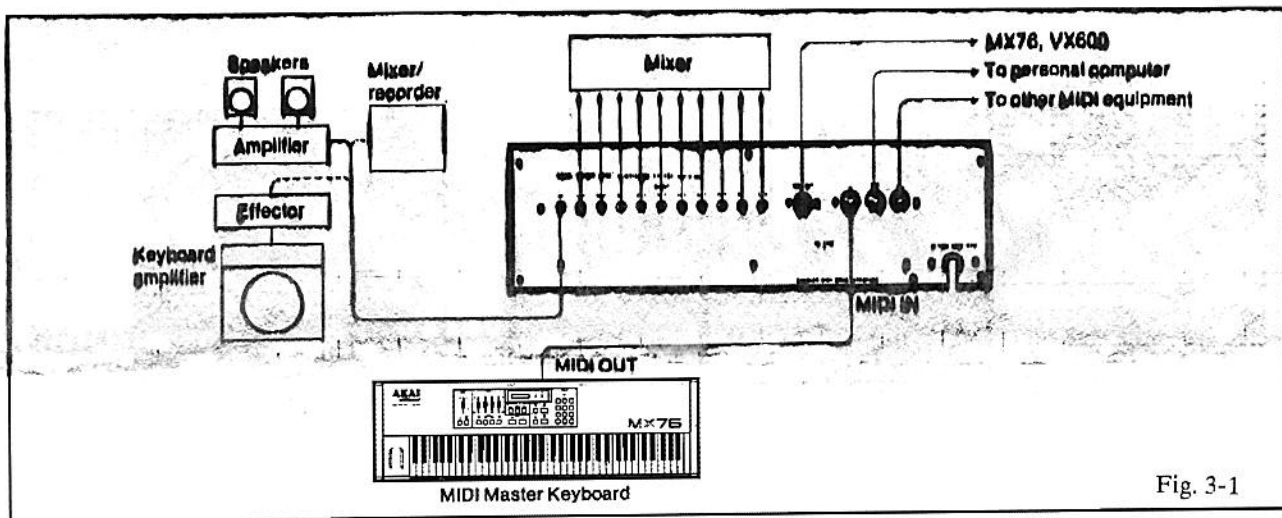 Speakers
Mixer/
recorder
Amplifier
Effector
Keyboard
amplifier
Mixer
MX76, VX600
To personal computer
To other MIDI equipment
MIDI IN
MIDI OUT
AKAI
MX76
MIDI Master Keyboard
Fig. 3-1